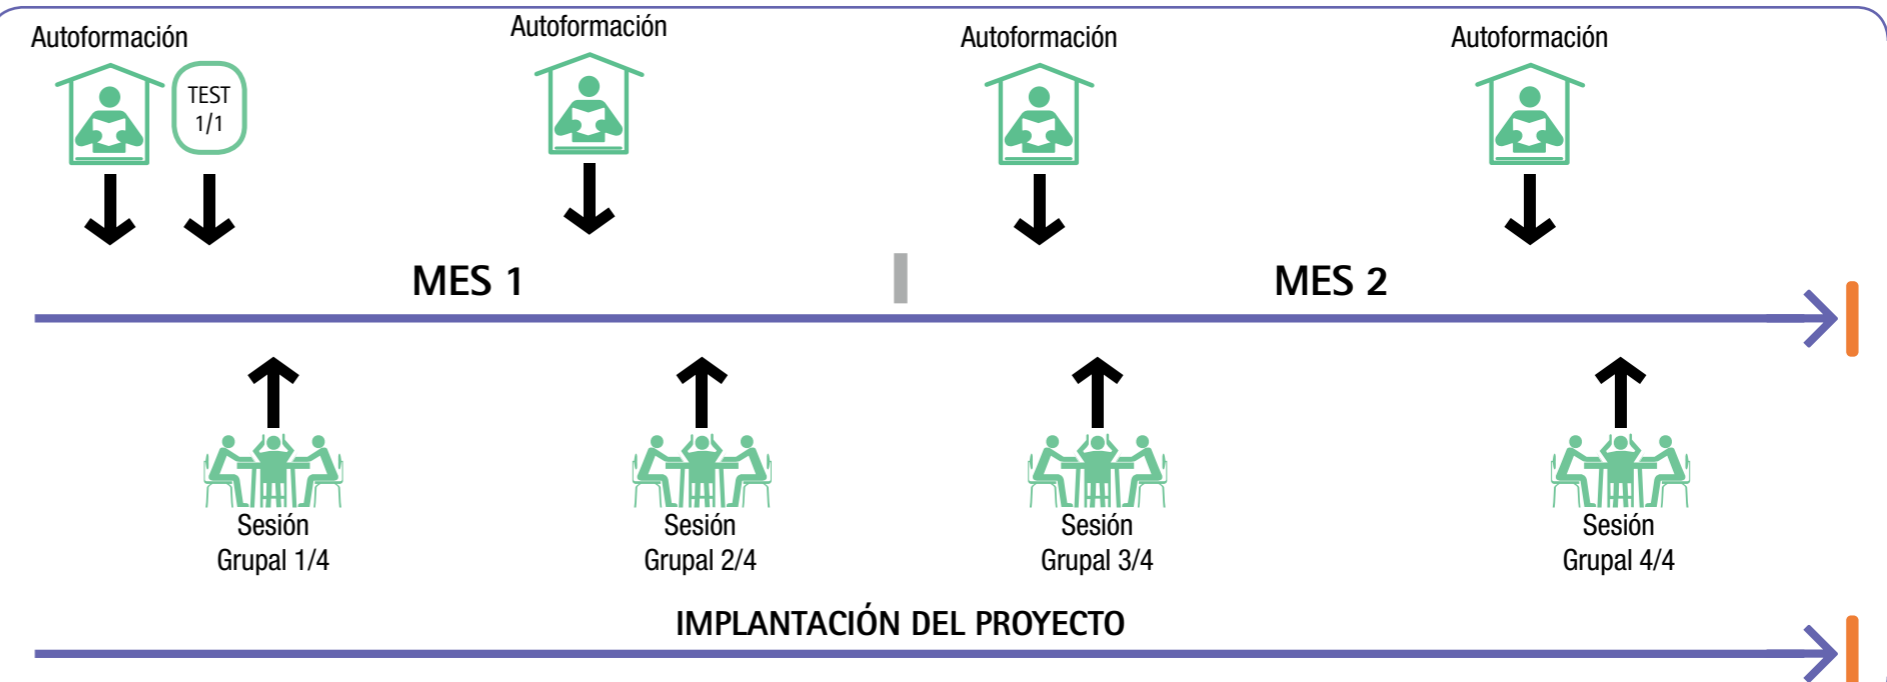 Autoformación
Autoformación
Autoformación
Autoformación
TEST
1/1
MES 1
MES 2
Sesión
Grupal 1/4
Sesión
Grupal 2/4
Sesión
Grupal 3/4
Sesión
Grupal 4/4
IMPLANTACIÓN DEL PROYECTO